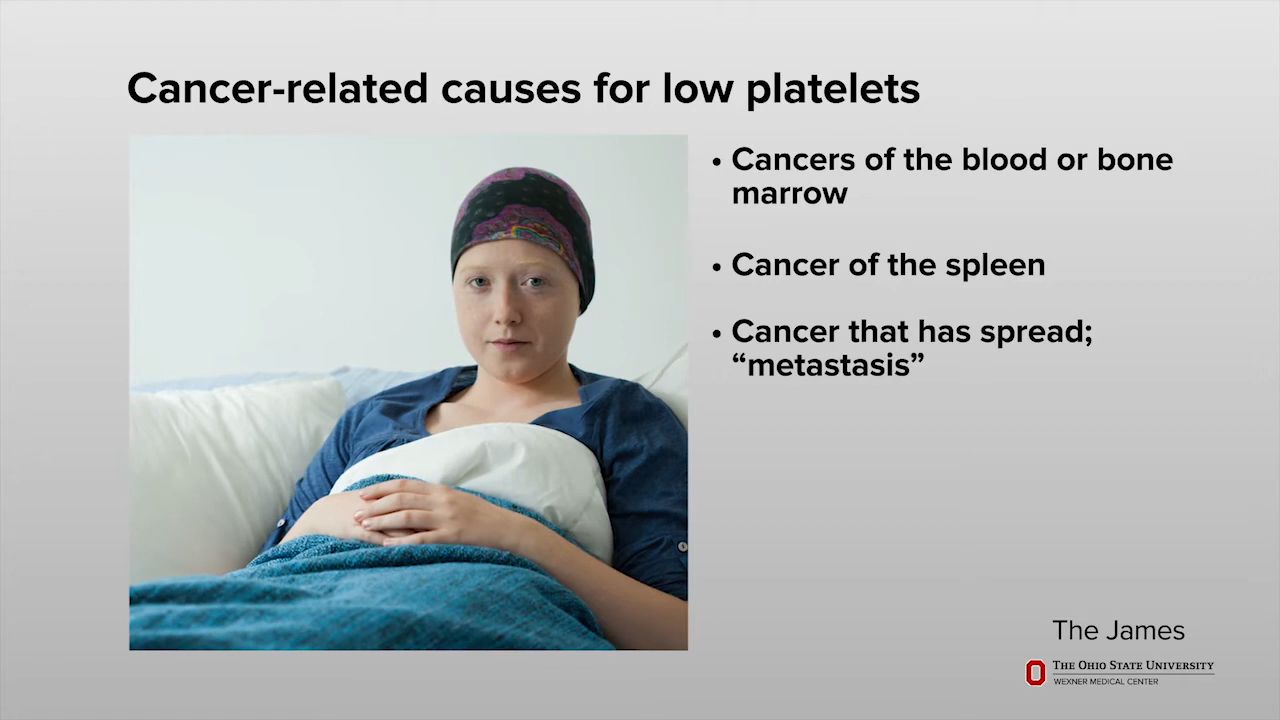 Cancer-related causes for low platelets
• Cancers of the blood or bone
marrow
• Cancer of the spleen
• Cancer that has spread;
“metastasis”
The James
THE OHIO STATE UNIVERSITY
WEXNER MEDICAL CENTER